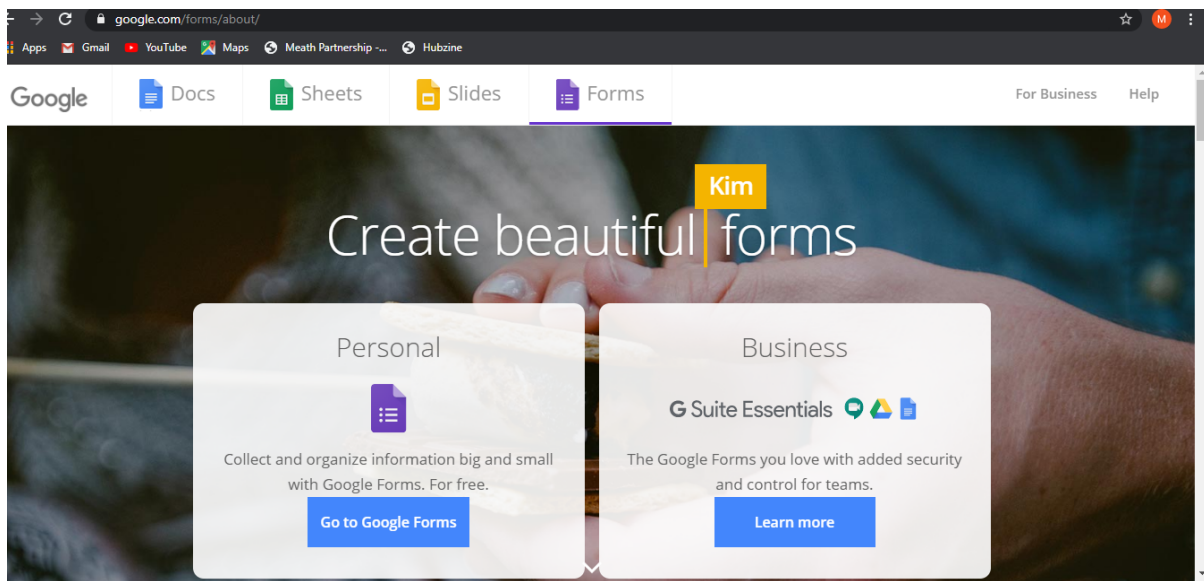 google.com/forms/about/
M
Apps Gmail YouTube Maps Meath Partnership -... Hubzine
Google Docs Sheets Slides Forms For Business Help
Kim
Create beautiful forms
Personal
Collect and organize information big and small
with Google Forms. For free.
Go to Google Forms
Business
G Suite Essentials
The Google Forms you love with added security
and control for teams.
Learn more